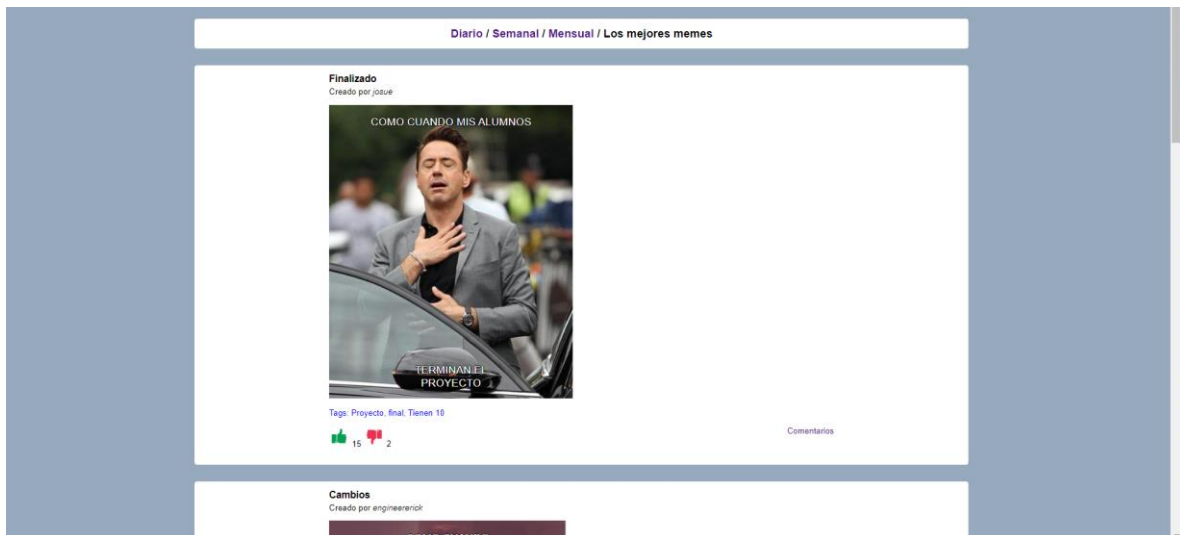 Diario / Semanal / Mensual / Los mejores memes
Finalizado
Creado por josue
COMO CUANDO MIS ALUMNOS
TERMINAN EL
PROYECTO
Tags: Proyecto, final, Tienen 10
15 2
Comentarios
Cambios
Creado por engineererick